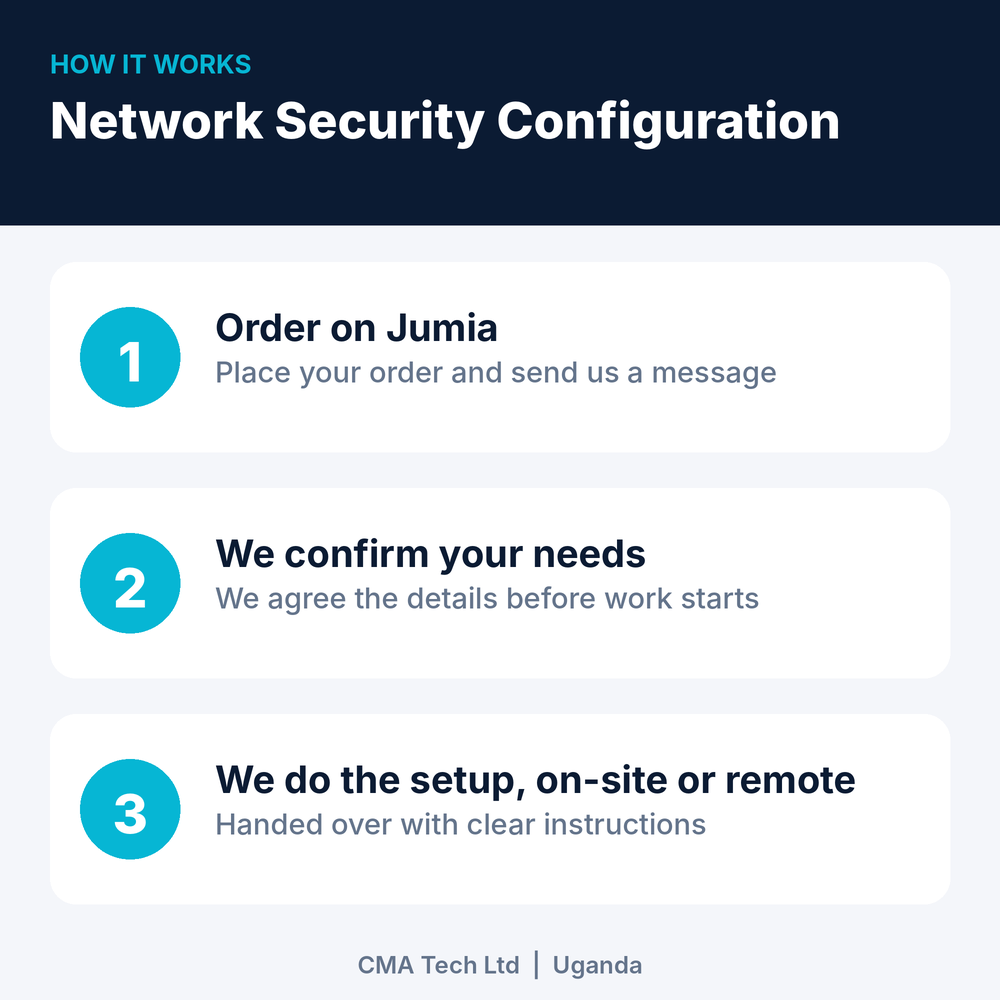 HOW IT WORKS
Network Security Configuration
1
Order on Jumia
Place your order and send us a message
2
We confirm your needs
We agree the details before work starts
3
We do the setup, on-site or remote
Handed over with clear instructions
CMA Tech Ltd | Uganda